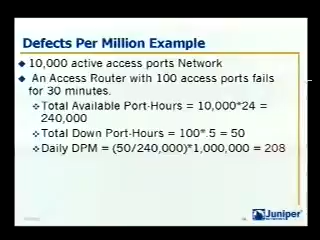 Defects Per Million Example
10,000 active access ports Network
An Access Router with 100 access ports fails
for 30 minutes.
Total Available Port-Hours = 10,000*24 =
240,000
Total Down Port-Hours = 100*.5 = 50
Daily DPM = (50/240,000)*1,000,000 = 208
Juniper